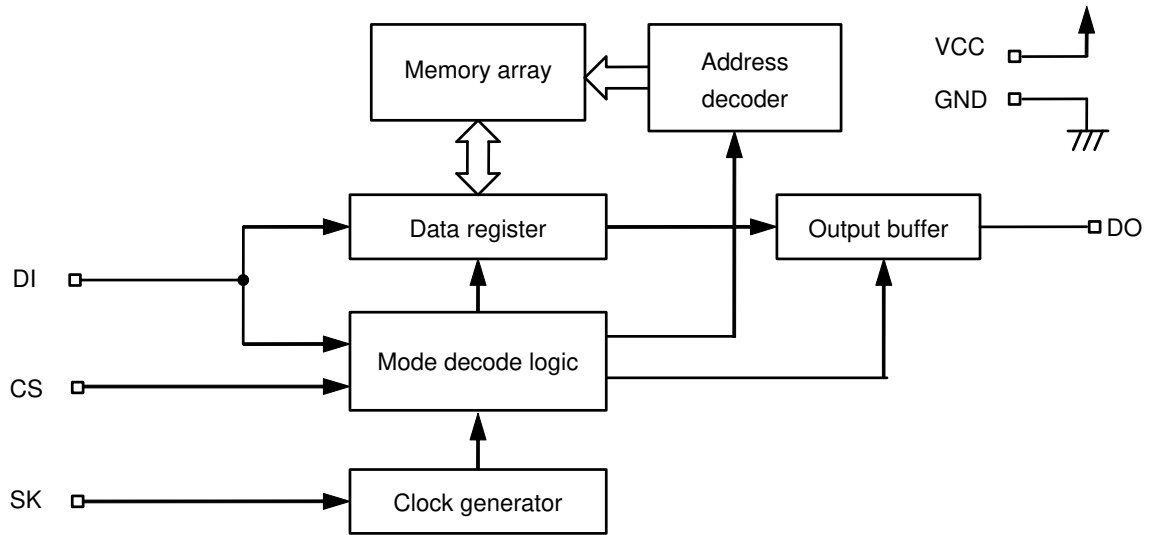 Memory array
Address
decoder
VCC
GND
Data register
Output buffer
DO
DI
Mode decode logic
CS
SK
Clock generator